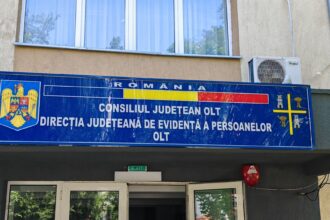 ROMÂNIA
CONSILIUL JUDEȚEAN OLT
DIRECȚIA JUDEȚEANĂ DE EVIDENȚĂ A PERSOANELOR
OLT